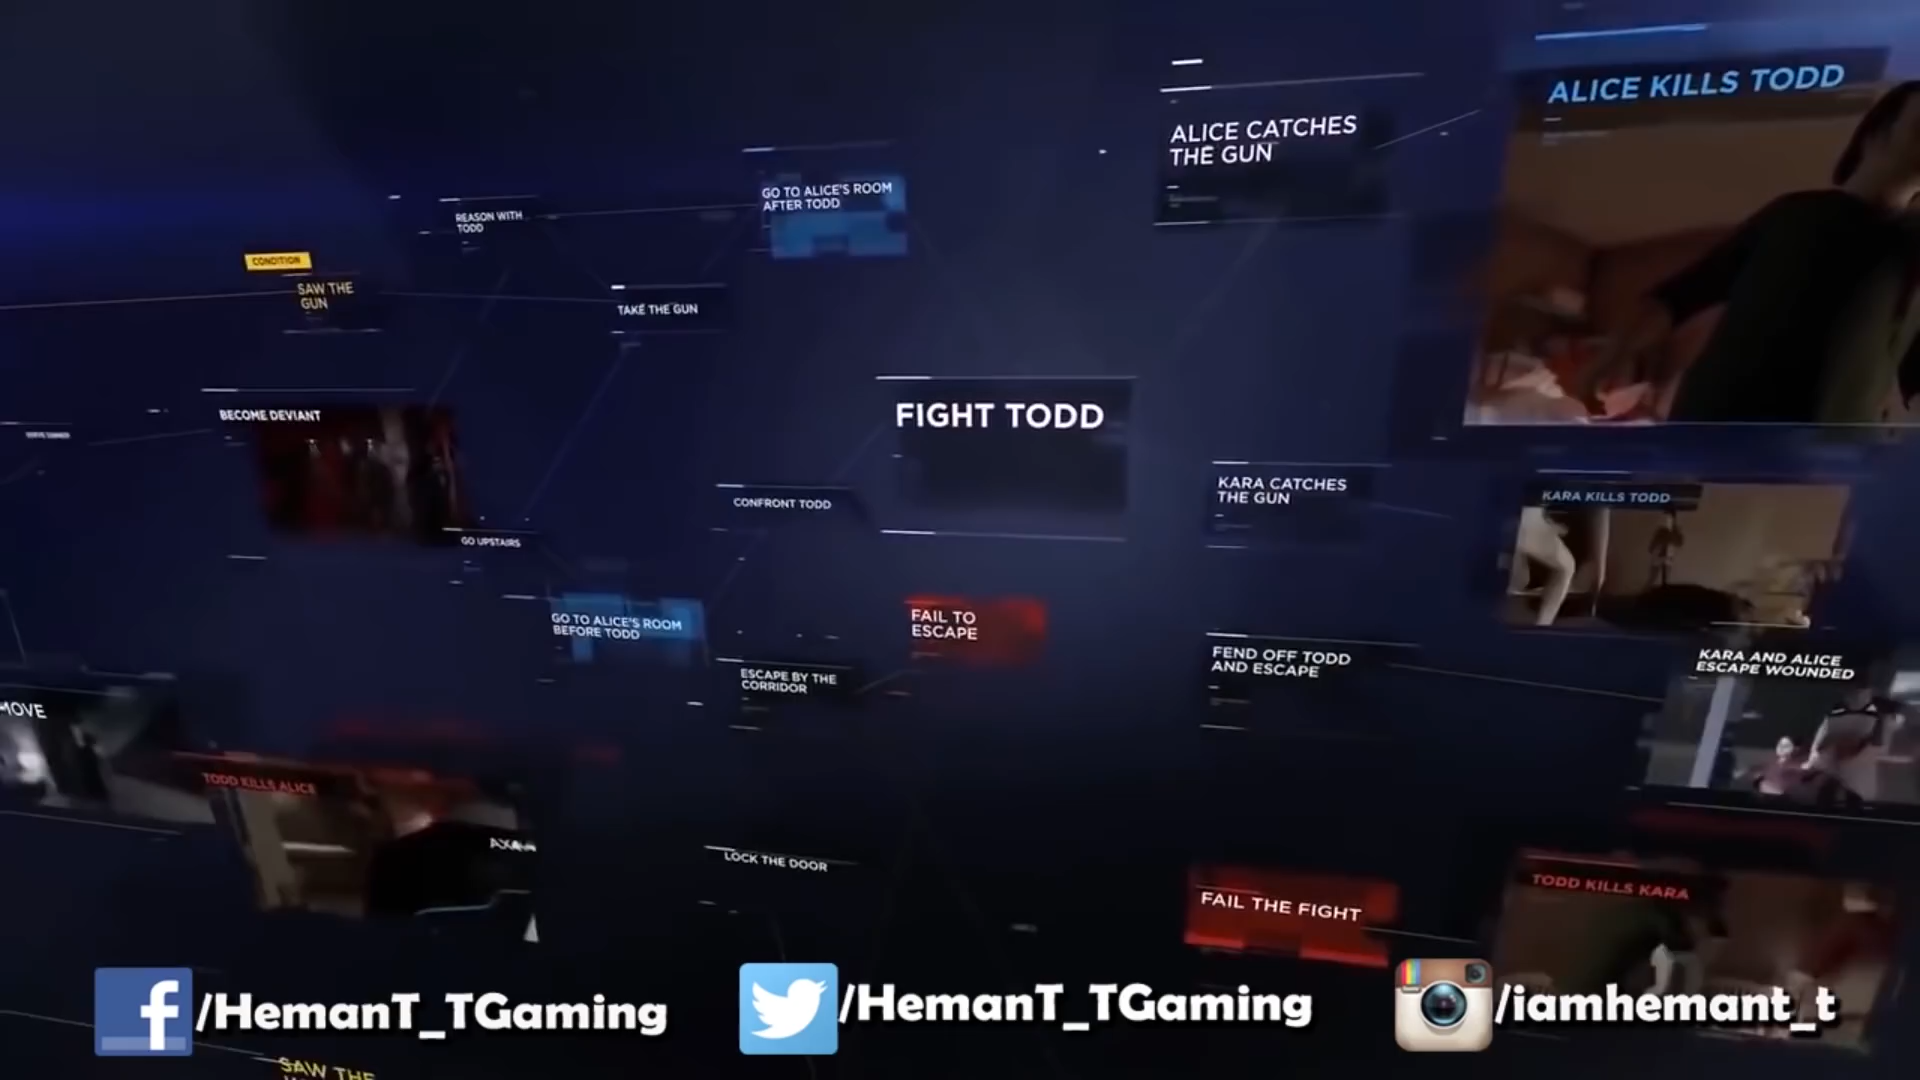 ALICE KILLS TODD
ALICE CATCHES
THE GUN
GO TO ALICE'S ROOM
AFTER TODD
REASON WITH
TODD
CONDITION
SAW THE
GUN
TAKE THE GUN
BECOME DEVIANT
FIGHT TODD
KARA CATCHES
THE GUN
KARA KILLS TODD
CONFRONT TODD
GO UPSTAIRS
GO TO ALICE'S ROOM
BEFORE TODD
FAIL TO
ESCAPE
FEND OFF TODD
AND ESCAPE
KARA AND ALICE
ESCAPE WOUNDED
ESCAPE BY THE
CORRIDOR
MOVE
TODD KILLS ALICE
LOCK THE DOOR
FAIL THE FIGHT
TODD KILLS KARA
/HemanT_TGaming
/HemanT_TGaming
/iamhemant_t
SAW THE